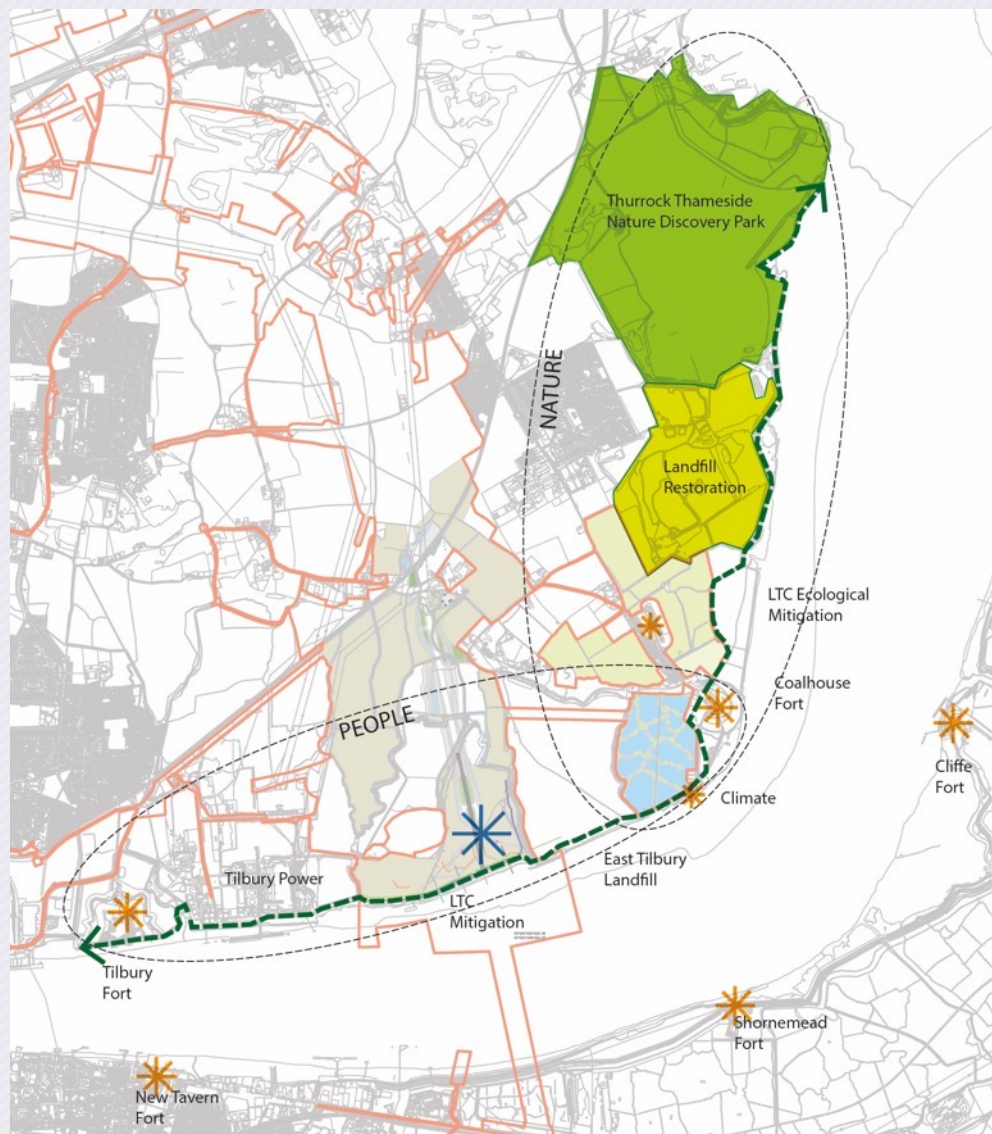 Thurrock Thameside
Nature Discovery Park
NATURE
Landfill
Restoration
LTC Ecological
Mitigation
Coalhouse
Fort
PEOPLE
Cliffe
Fort
Climate
East Tilbury
Landfill
Tilbury Power
LTC
Mitigation
Tilbury
Fort
Shornemead
Fort
New Tavern
Fort